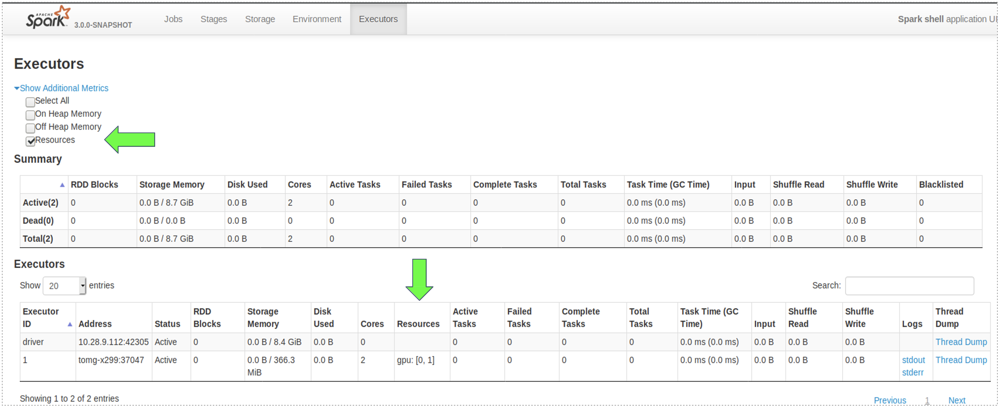 APACHE
Spark 3.0.0-SNAPSHOT Jobs Stages Storage Environment Executors Spark shell application
Executors
Show Additional Metrics
Select All
On Heap Memory
Off Heap Memory
Resources
Summary
RDD Blocks Storage Memory Disk Used Cores Active Tasks Failed Tasks Complete Tasks Total Tasks Task Time (GC Time) Input Shuffle Read Shuffle Write Blacklisted
Active(2) 0 0.0 B / 8.7 GiB 0.0 B 2 0 0 0 0 0.0 ms (0.0 ms) 0.0 B 0.0 B 0.0 B 0
Dead(0) 0 0.0 B / 0.0 B 0.0 B 0 0 0 0 0 0.0 ms (0.0 ms) 0.0 B 0.0 B 0.0 B 0
Total(2) 0 0.0 B / 8.7 GiB 0.0 B 2 0 0 0 0 0.0 ms (0.0 ms) 0.0 B 0.0 B 0.0 B 0
Executors
Show 20 entries Search:
Executor RDD Storage Disk Active Failed Complete Total Task Time (GC Shuffle Shuffle Thread
ID Address Status Blocks Memory Used Cores Resources Tasks Tasks Tasks Tasks Time) Input Read Write Logs Dump
driver 10.28.9.112:42305 Active 0 0.0 B / 8.4 GiB 0.0 B 0 0 0 0 0 0.0 ms (0.0 ms) 0.0 B 0.0 B 0.0 B Thread Dump
1 tomg-x299:37047 Active 0 0.0 B / 366.3 0.0 B 2 gpu: [0, 1] 0 0 0 0 0.0 ms (0.0 ms) 0.0 B 0.0 B 0.0 B stdout Thread Dump
MiB stderr
Showing 1 to 2 of 2 entries Previous 1 Next